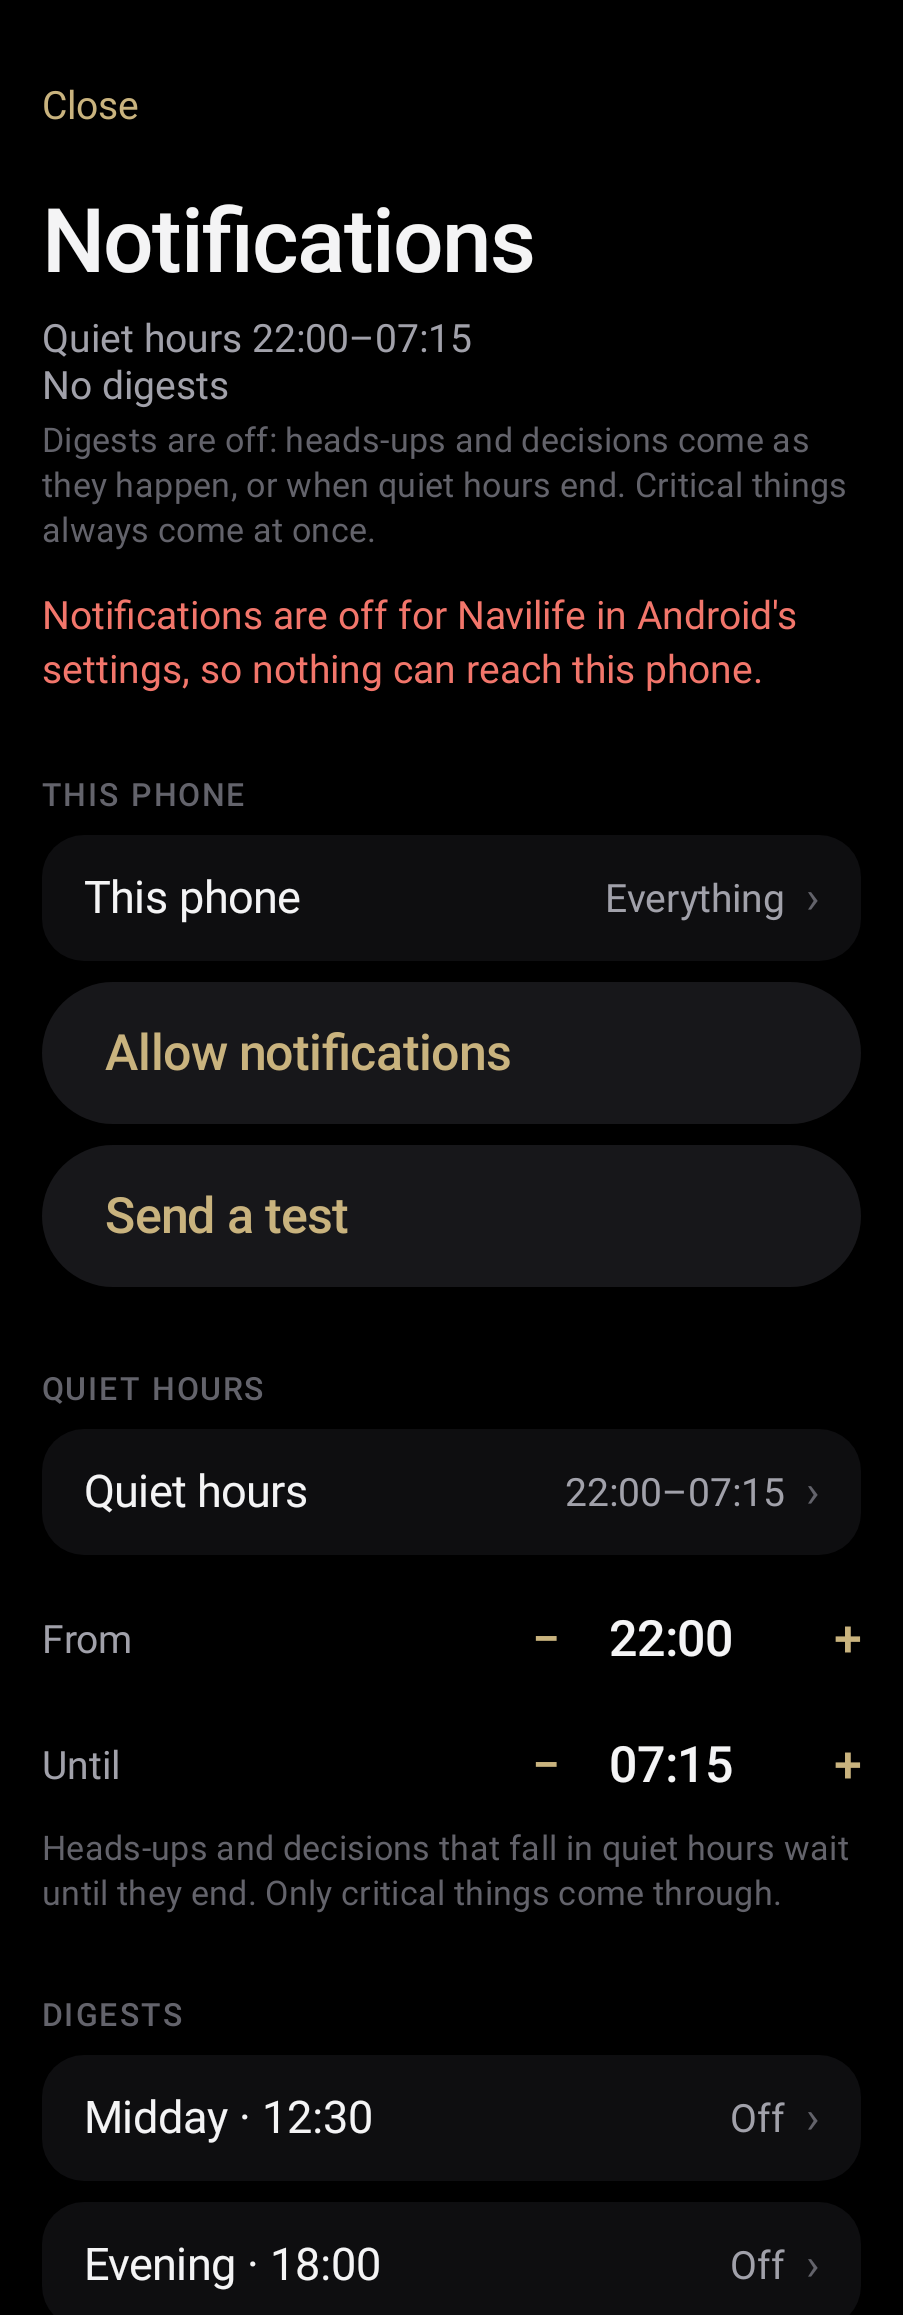 Close
Notifications
Quiet hours 22:00–07:15
No digests
Digests are off: heads-ups and decisions come as
they happen, or when quiet hours end. Critical things
always come at once.
Notifications are off for Navilife in Android's
settings, so nothing can reach this phone.
THIS PHONE
This phone Everything ›
Allow notifications
Send a test
QUIET HOURS
Quiet hours 22:00–07:15 ›
From − 22:00 +
Until − 07:15 +
Heads-ups and decisions that fall in quiet hours wait
until they end. Only critical things come through.
DIGESTS
Midday · 12:30 Off ›
Evening · 18:00 Off ›